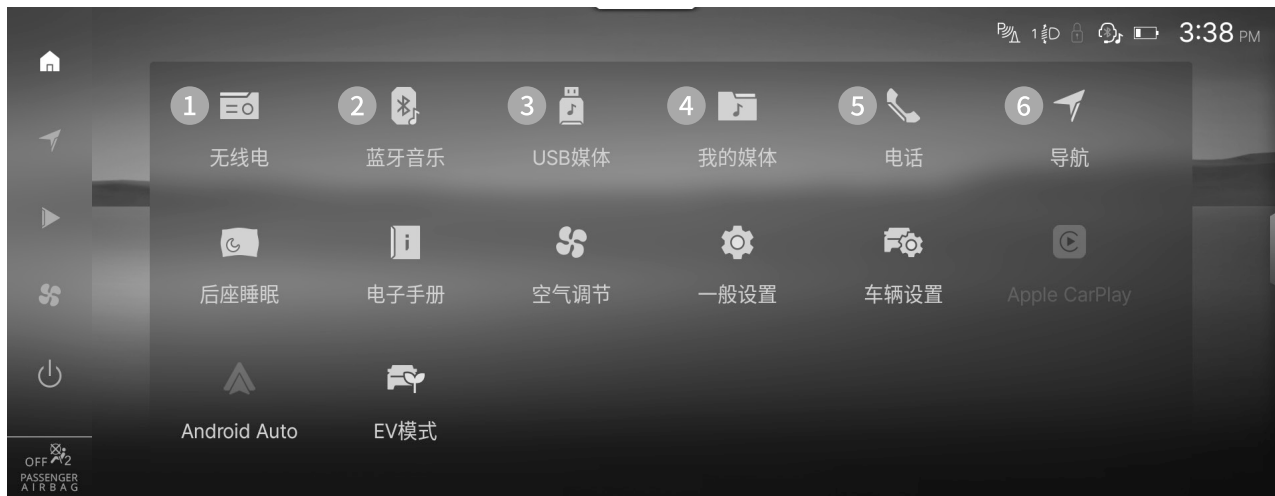 1 3:38 PM
1 2 3 4 5 6
无线电 蓝牙音乐 USB媒体 我的媒体 电话 导航
后座睡眠 电子手册 空气调节 一般设置 车辆设置 Apple CarPlay
Android Auto EV模式
OFF 2
PASSENGER
AIRBAG